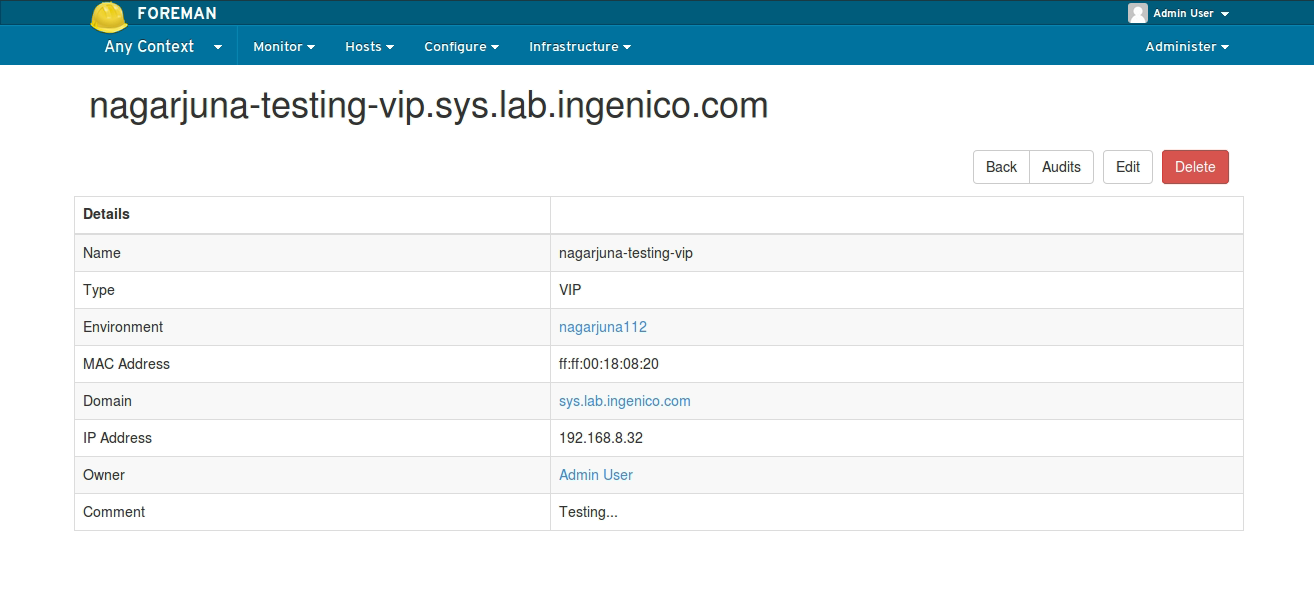 FOREMAN
Admin User
Any Context Monitor Hosts Configure Infrastructure Administer
nagarjuna-testing-vip.sys.lab.ingenico.com
Back Audits Edit Delete
Details
Name nagarjuna-testing-vip
Type VIP
Environment nagarjuna112
MAC Address ff:ff:00:18:08:20
Domain sys.lab.ingenico.com
IP Address 192.168.8.32
Owner Admin User
Comment Testing...